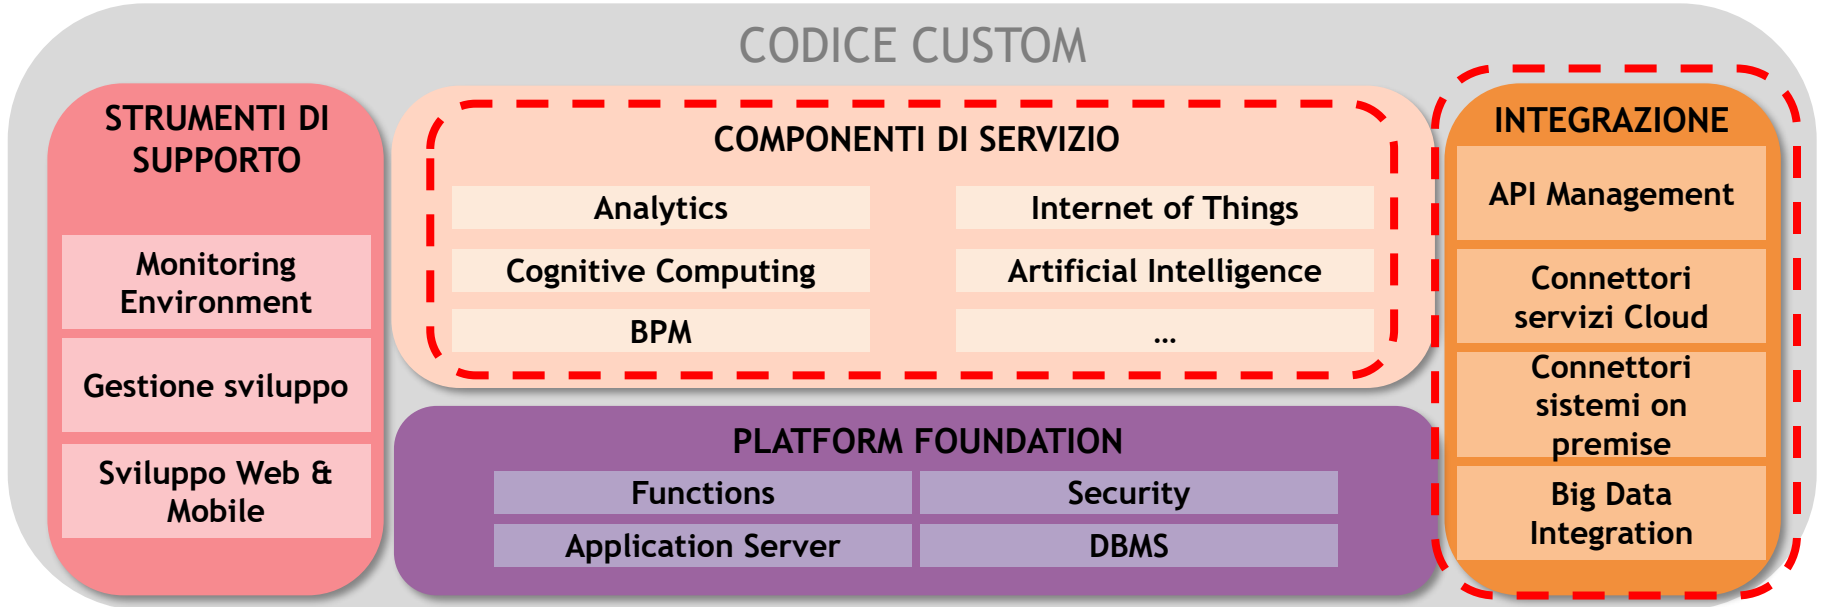 CODICE CUSTOM
STRUMENTI DI
SUPPORTO
Monitoring
Environment
Gestione sviluppo
Sviluppo Web &
Mobile
COMPONENTI DI SERVIZIO
Analytics
Internet of Things
Cognitive Computing
Artificial Intelligence
BPM
...
PLATFORM FOUNDATION
Functions
Security
Application Server
DBMS
INTEGRAZIONE
API Management
Connettori
servizi Cloud
Connettori
sistemi on
premise
Big Data
Integration